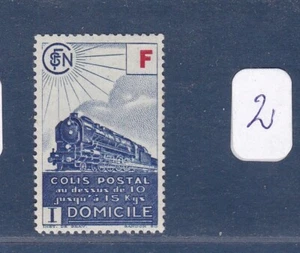 SNCF
F
COLIS POSTAL
au dessus de 10
jusqu'à 15 Kgs
I DOMICILE
2